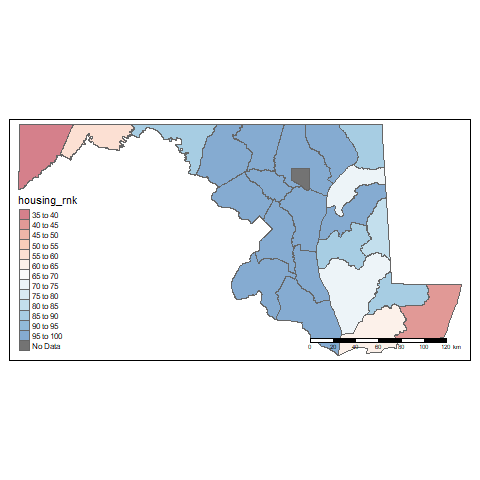 housing_rnk
35 to 40
40 to 45
45 to 50
50 to 55
55 to 60
60 to 65
65 to 70
70 to 75
75 to 80
80 to 85
85 to 90
90 to 95
95 to 100
No Data
0 20 40 60 80 100 120 km